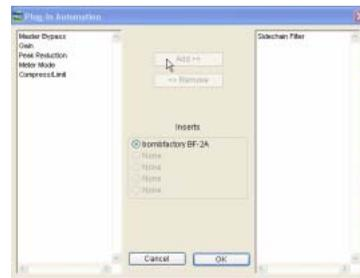 Plug-In Automation
Master Bypass
Gain
Peak Reduction
Meter Mode
Compress/Limit
Add >>
<< Remove
Inserts
bombfactory BF-2A
None
None
None
None
Cancel
OK
Sidechain Filter